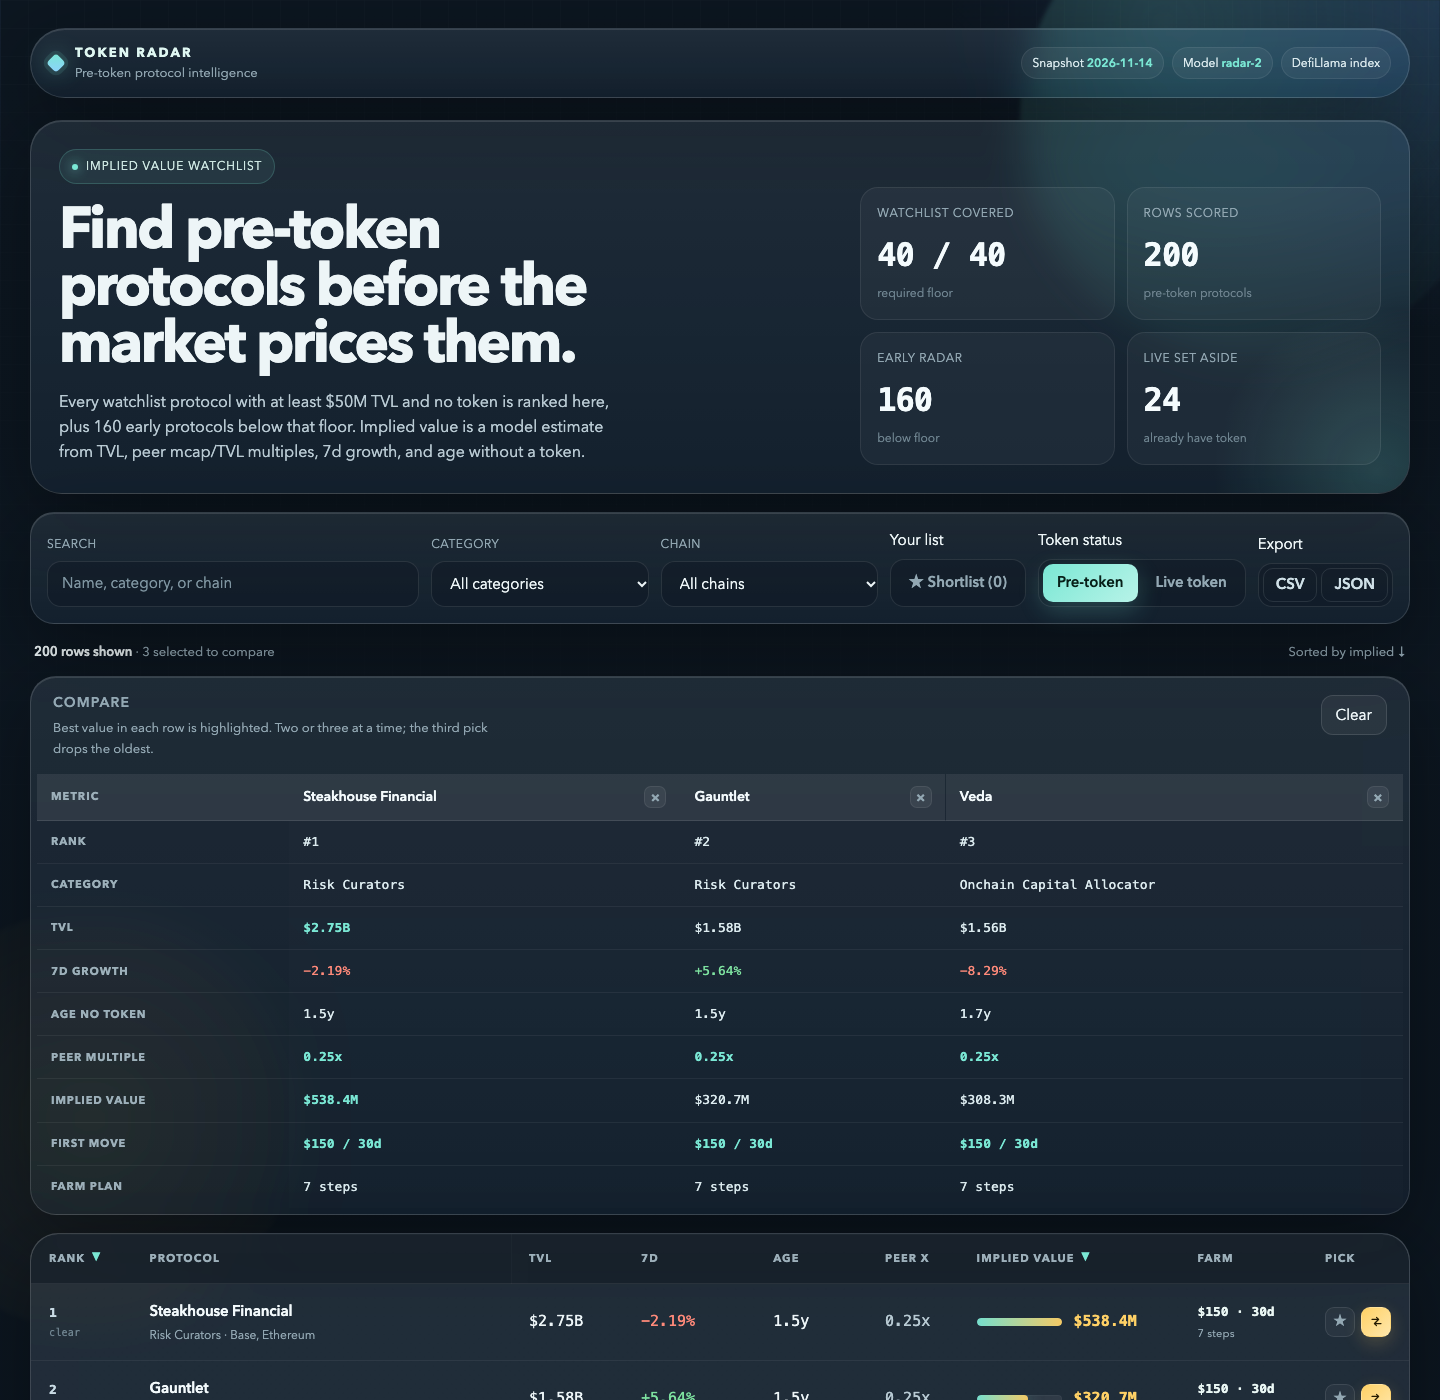 TOKEN RADAR
Pre-token protocol intelligence
Snapshot 2026-11-14
Model radar-2
DefiLlama index
IMPLIED VALUE WATCHLIST
Find pre-token
protocols before the
market prices them.
Every watchlist protocol with at least $50M TVL and no token is ranked here,
plus 160 early protocols below that floor. Implied value is a model estimate
from TVL, peer mcap/TVL multiples, 7d growth, and age without a token.
WATCHLIST COVERED
40 / 40
required floor
ROWS SCORED
200
pre-token protocols
EARLY RADAR
160
below floor
LIVE SET ASIDE
24
already have token
SEARCH
Name, category, or chain
CATEGORY
All categories
CHAIN
All chains
Your list
★ Shortlist (0)
Token status
Pre-token
Live token
Export
CSV
JSON
200 rows shown · 3 selected to compare
Sorted by implied ↓
COMPARE
Best value in each row is highlighted. Two or three at a time; the third pick
drops the oldest.
Clear
METRIC Steakhouse Financial × Gauntlet × Veda ×
RANK #1 #2 #3
CATEGORY Risk Curators Risk Curators Onchain Capital Allocator
TVL $2.75B $1.58B $1.56B
7D GROWTH −2.19% +5.64% −8.29%
AGE NO TOKEN 1.5y 1.5y 1.7y
PEER MULTIPLE 0.25x 0.25x 0.25x
IMPLIED VALUE $538.4M $320.7M $308.3M
FIRST MOVE $150 / 30d $150 / 30d $150 / 30d
FARM PLAN 7 steps 7 steps 7 steps
RANK ▼ PROTOCOL TVL 7D AGE PEER X IMPLIED VALUE ▼ FARM PICK
1
clear
Steakhouse Financial
Risk Curators · Base, Ethereum
$2.75B −2.19% 1.5y 0.25x $538.4M
$150 · 30d
7 steps
★
2
Gauntlet
$1.58B +5.64% 1.5y 0.25x $320.7M
$150 · 30d
★